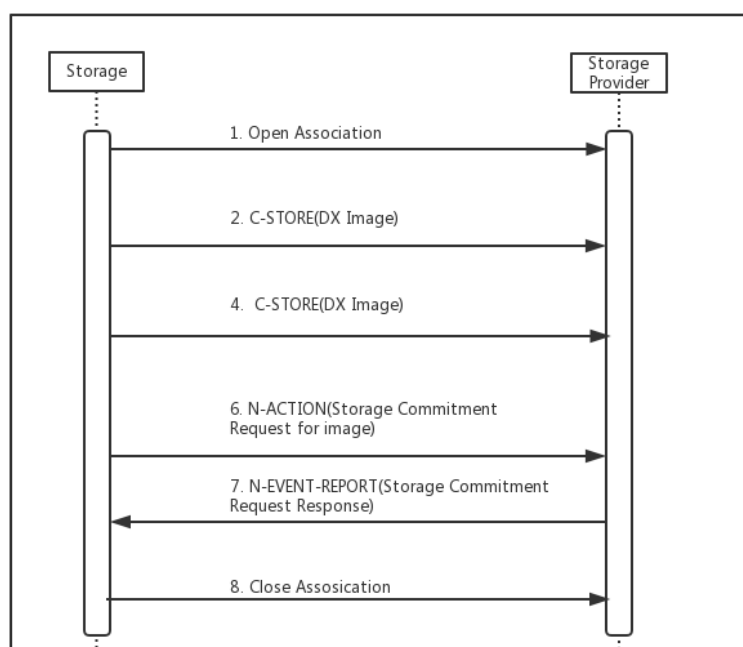 Storage
Storage
Provider
1. Open Association
2. C-STORE(DX Image)
4. C-STORE(DX Image)
6. N-ACTION(Storage Commitment
Request for image)
7. N-EVENT-REPORT(Storage Commitment
Request Response)
8. Close Assosication